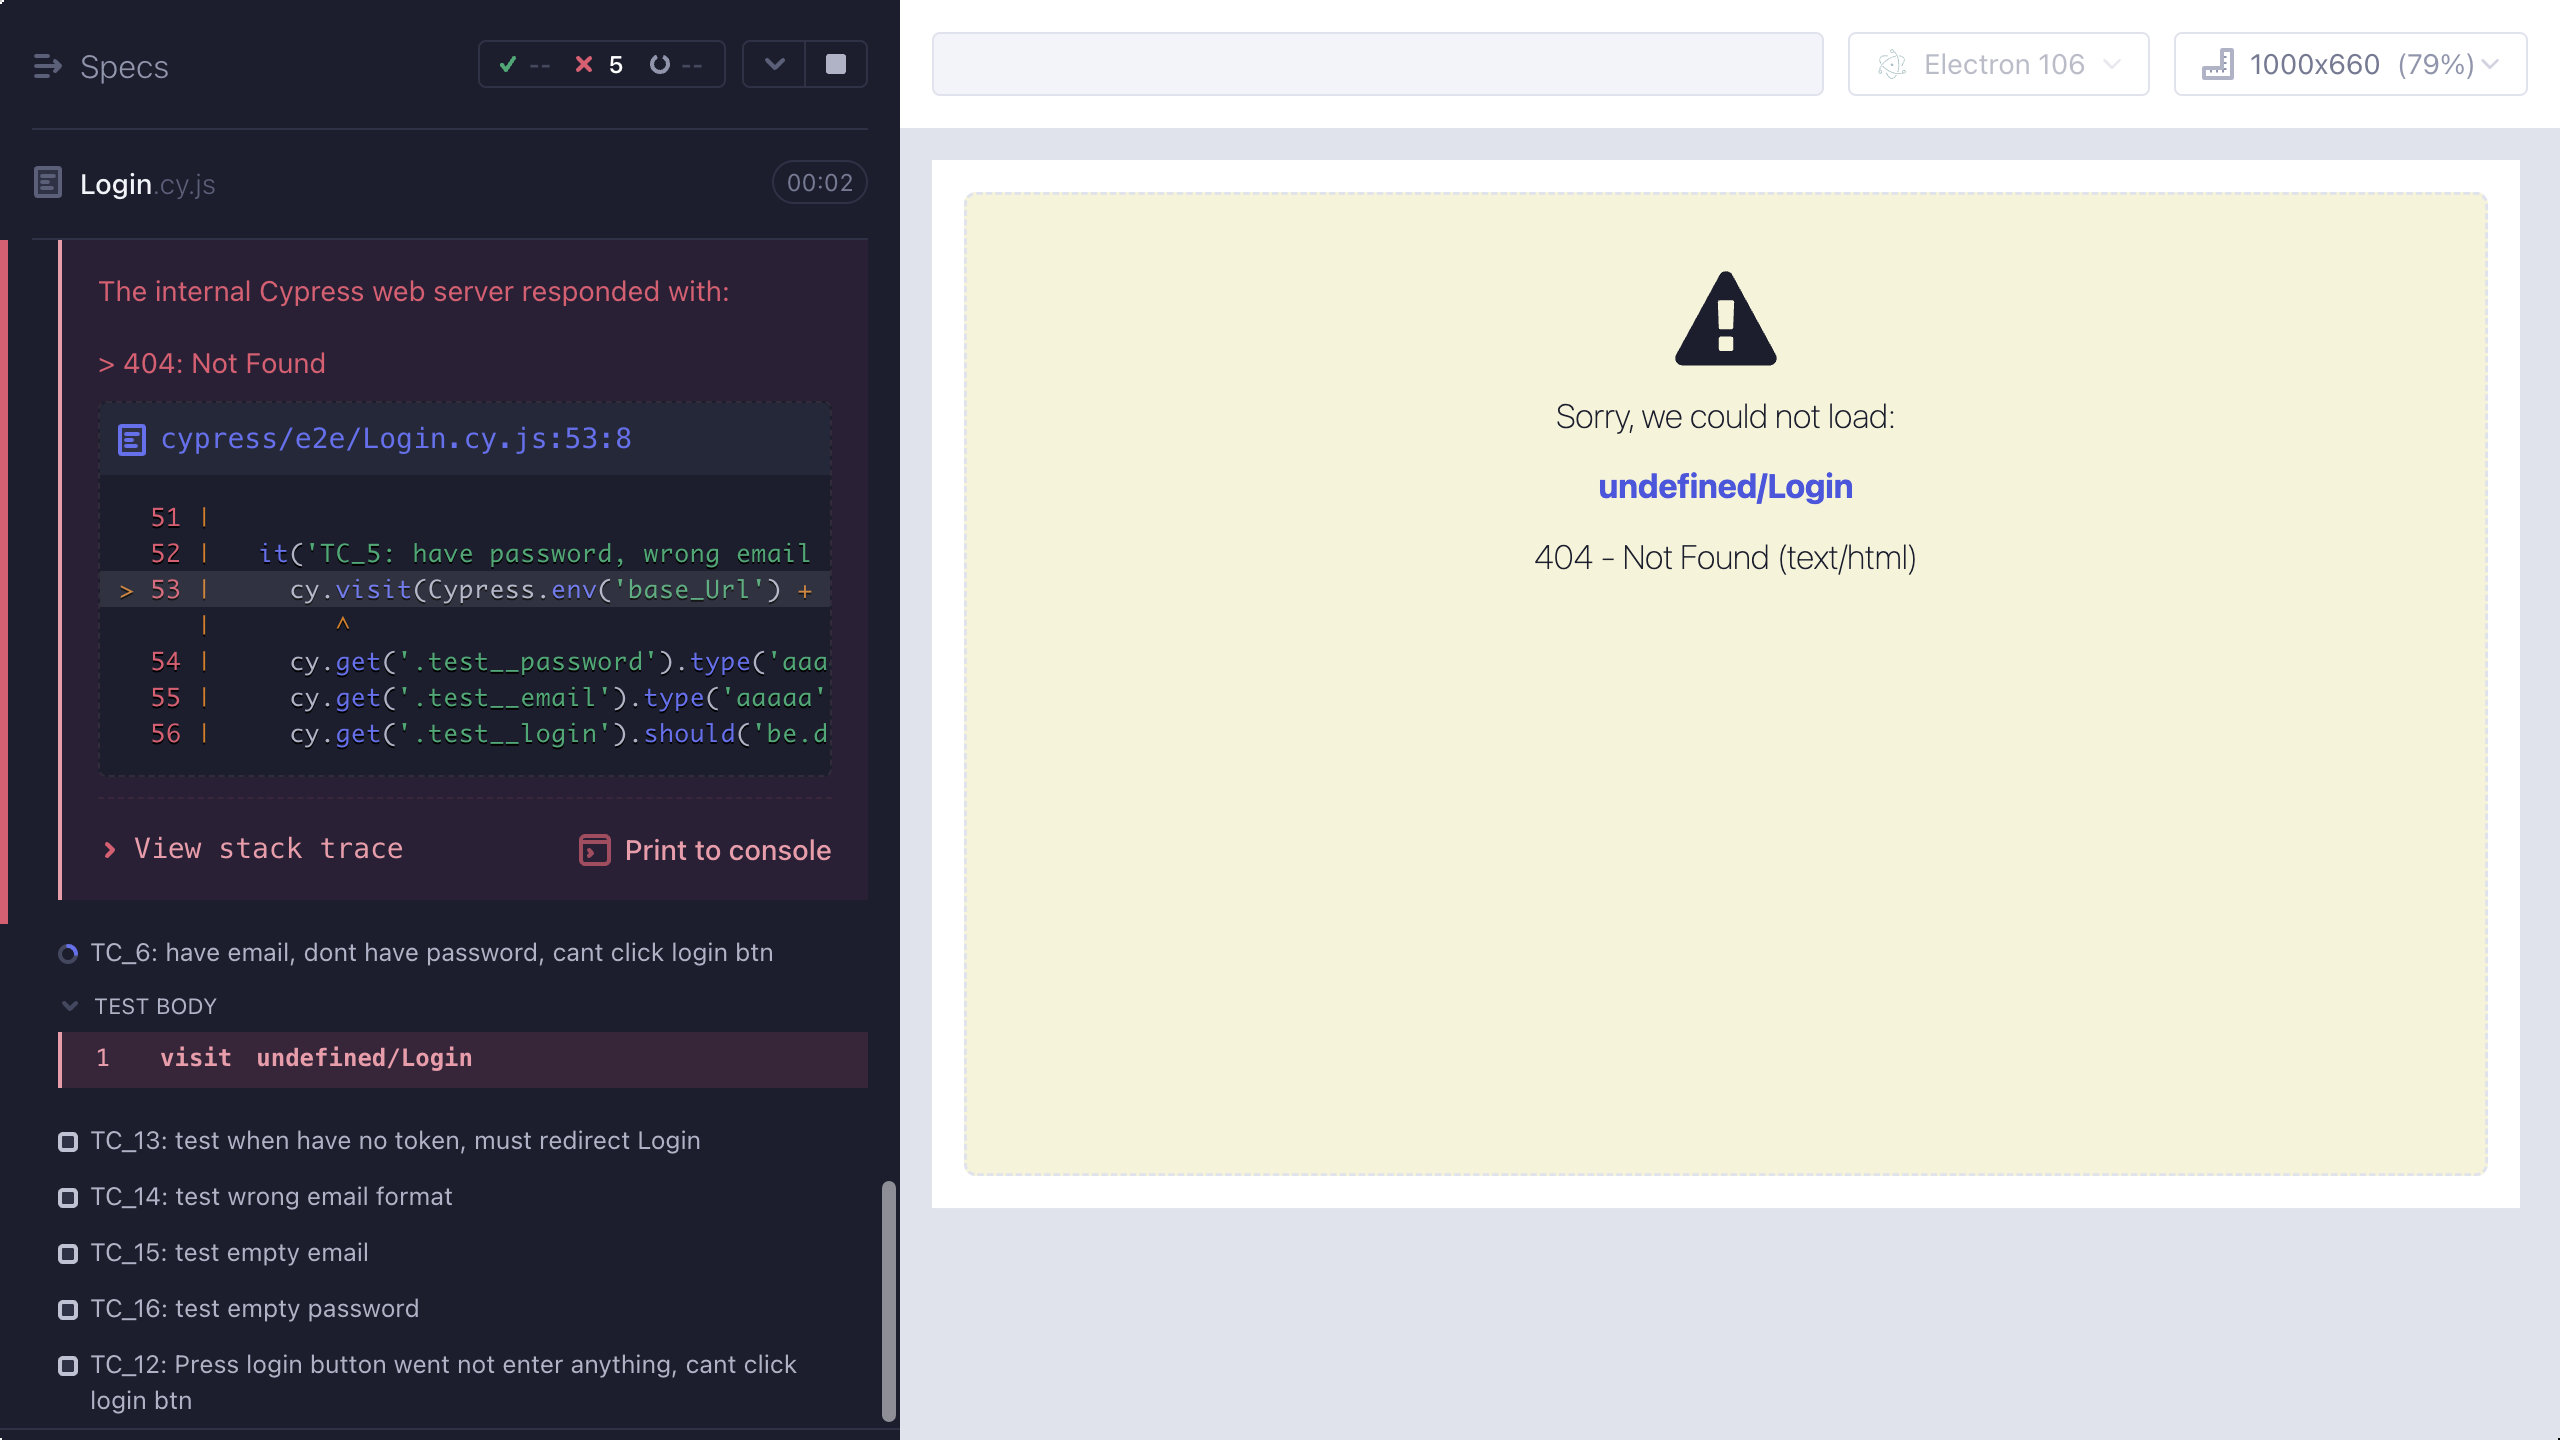 Specs
-- 5 --
Login.cy.js
00:02
The internal Cypress web server responded with:
> 404: Not Found
cypress/e2e/Login.cy.js:53:8
51 |
52 | it('TC_5: have password, wrong email
> 53 | cy.visit(Cypress.env('base_Url') +
| ^
54 | cy.get('.test__password').type('aaa
55 | cy.get('.test__email').type('aaaaa'
56 | cy.get('.test__login').should('be.d
View stack trace
Print to console
TC_6: have email, dont have password, cant click login btn
TEST BODY
1 visit undefined/Login
TC_13: test when have no token, must redirect Login
TC_14: test wrong email format
TC_15: test empty email
TC_16: test empty password
TC_12: Press login button went not enter anything, cant click
login btn
Electron 106
1000x660 (79%)
Sorry, we could not load:
undefined/Login
404 - Not Found (text/html)